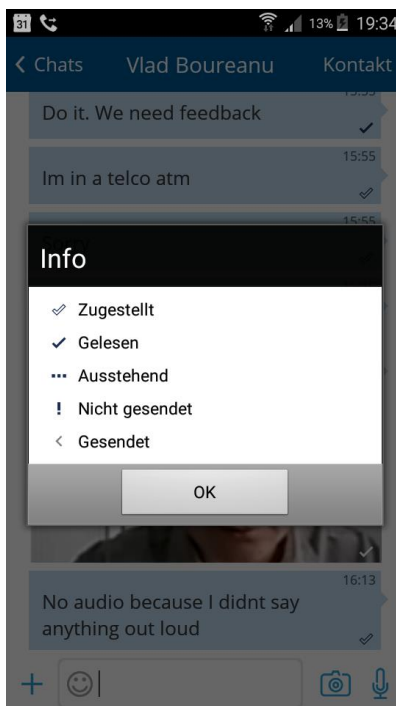 31 13% 19:34
Chats Vlad Boureanu Kontakt
Do it. We need feedback
15:55
Im in a telco atm
15:55
Info
Zugestellt
Gelesen
Ausstehend
Nicht gesendet
Gesendet
OK
16:13
No audio because I didnt say
anything out loud